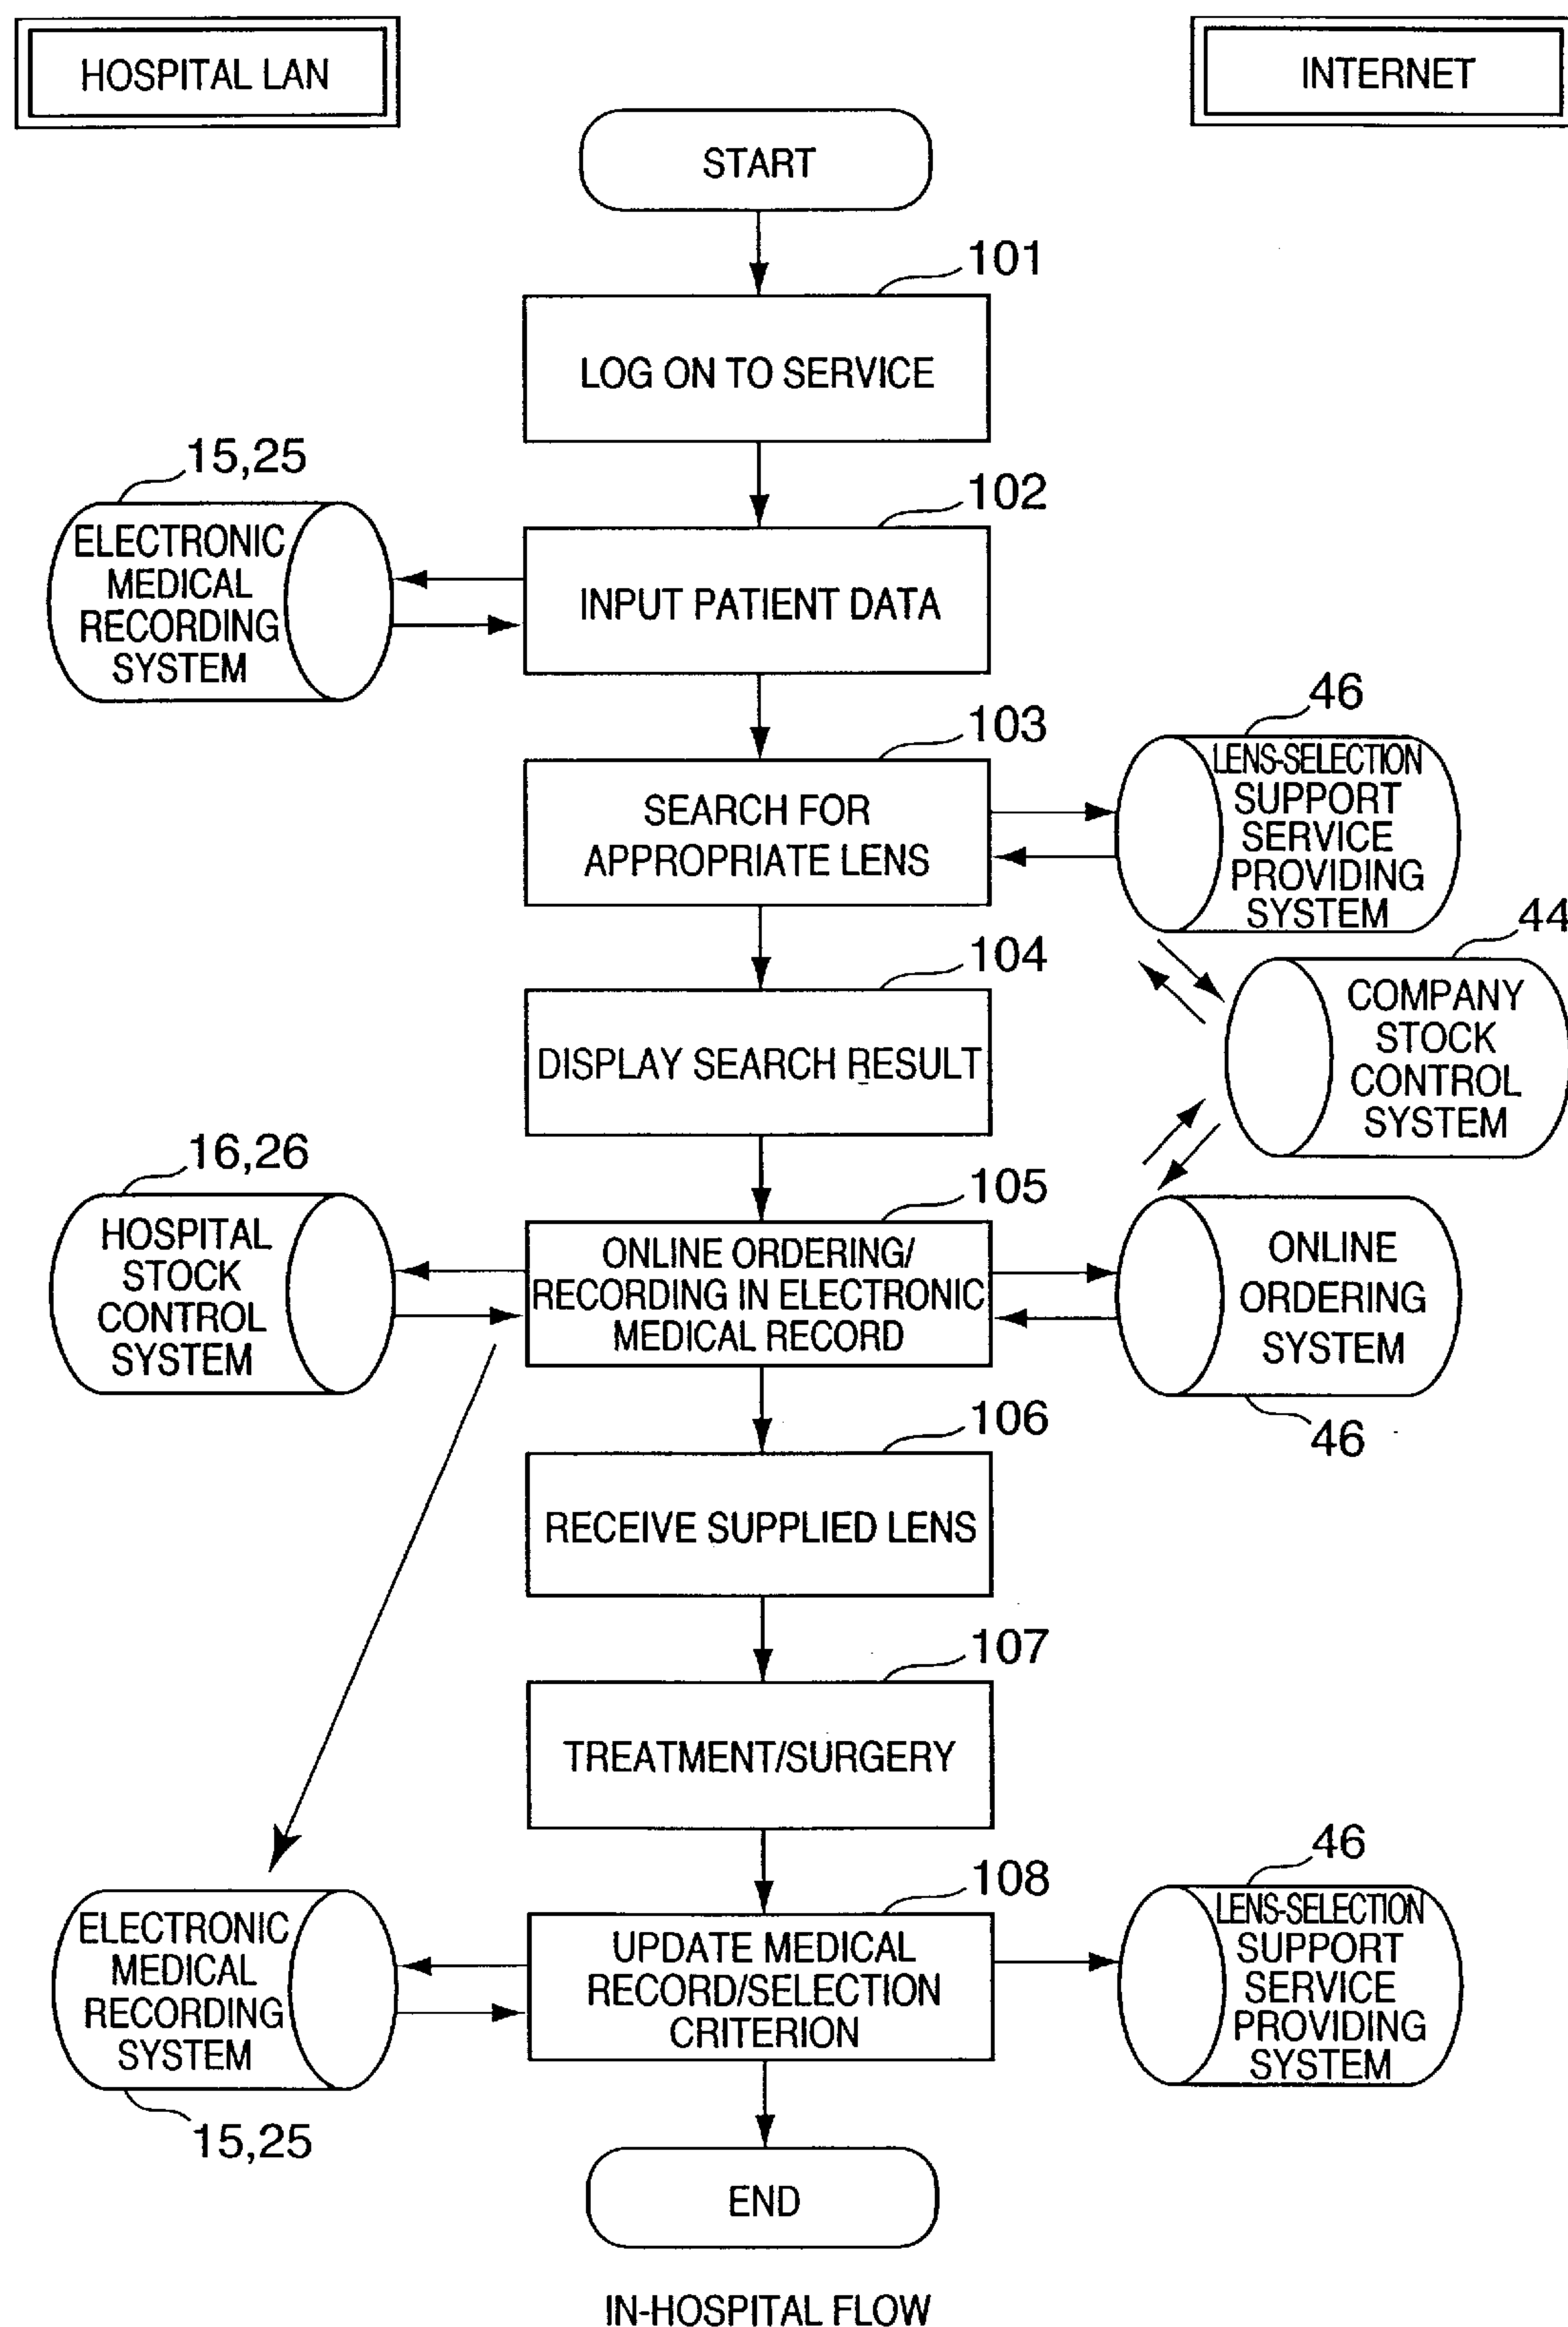 HOSPITAL LAN
INTERNET
START
101
LOG ON TO SERVICE
15,25
ELECTRONIC
MEDICAL
RECORDING
SYSTEM
102
INPUT PATIENT DATA
103
SEARCH FOR
APPROPRIATE LENS
46
LENS-SELECTION
SUPPORT
SERVICE
PROVIDING
SYSTEM
44
COMPANY
STOCK
CONTROL
SYSTEM
104
DISPLAY SEARCH RESULT
16,26
HOSPITAL
STOCK
CONTROL
SYSTEM
105
ONLINE ORDERING/
RECORDING IN ELECTRONIC
MEDICAL RECORD
ONLINE
ORDERING
SYSTEM
46
106
RECEIVE SUPPLIED LENS
107
TREATMENT/SURGERY
108
UPDATE MEDICAL
RECORD/SELECTION
CRITERION
ELECTRONIC
MEDICAL
RECORDING
SYSTEM
15,25
46
LENS-SELECTION
SUPPORT
SERVICE
PROVIDING
SYSTEM
END
IN-HOSPITAL FLOW